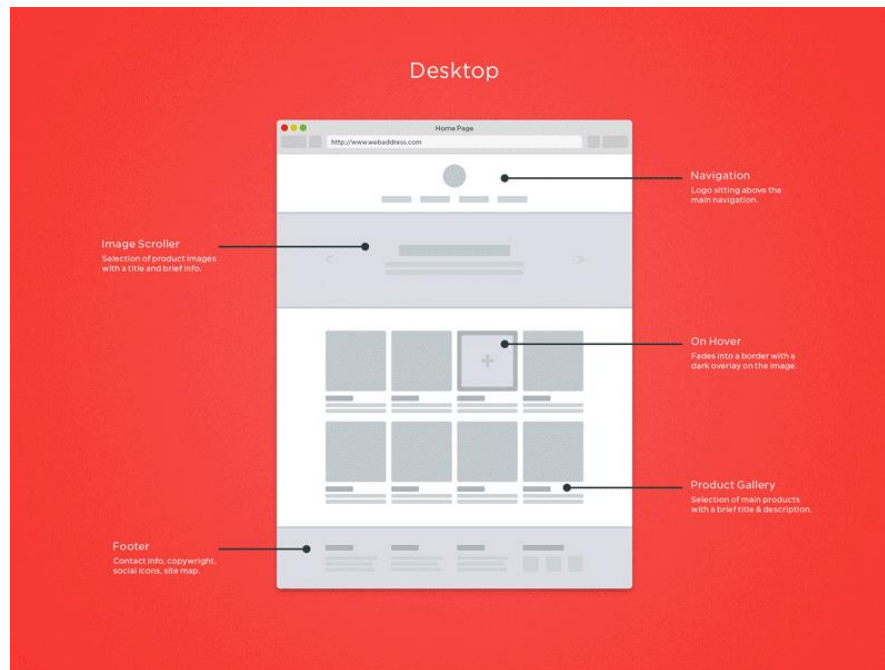 Desktop
Home Page
http://www.webaddress.com
Navigation
Logo sitting above the
main navigation.
Image Scroller
Selection of product images
with a title and brief info.
<
>
On Hover
Fades into a border with a
dark overlay on the image.
+
Product Gallery
Selection of main products
with a brief title & description.
Footer
Contact info, copywright,
social icons, site map.